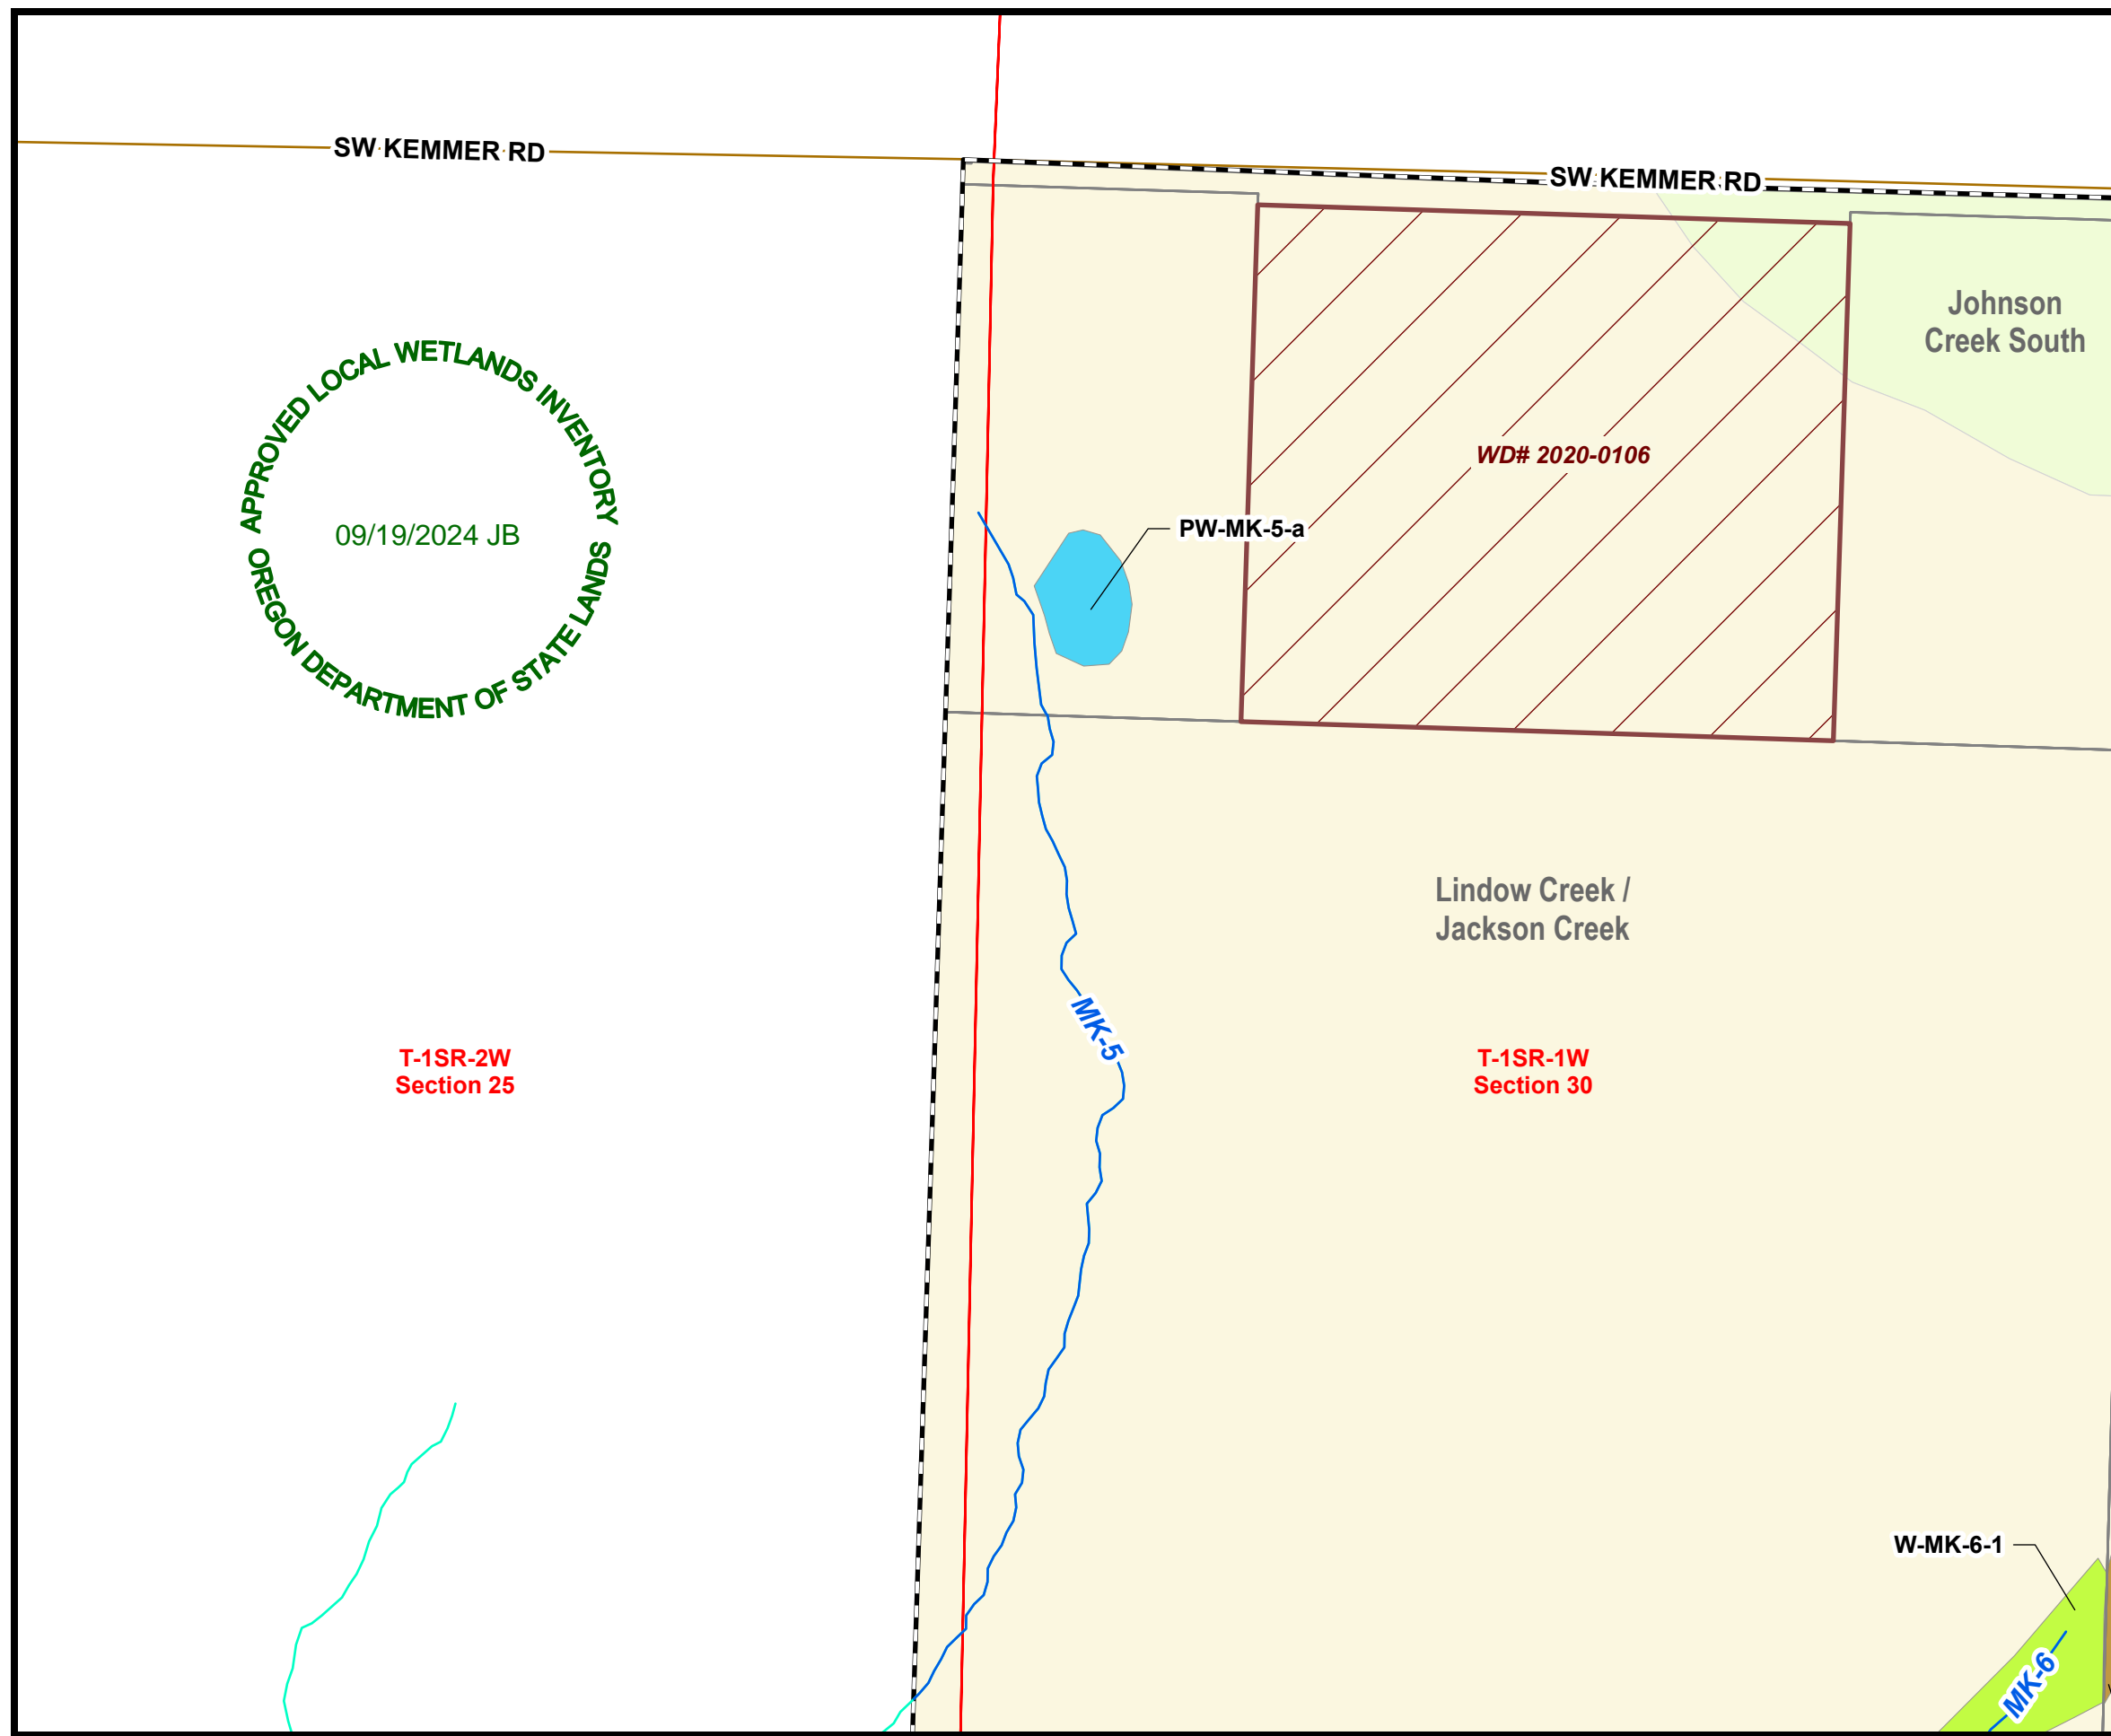 SW KEMMER RD
SW KEMMER RD
Johnson
Creek South
APPROVED LOCAL WETLANDS INVENTORY
09/19/2024 JB
OREGON DEPARTMENT OF STATE LANDS
WD# 2020-0106
PW-MK-5-a
Lindow Creek /
Jackson Creek
MK-5
T-1SR-2W
Section 25
T-1SR-1W
Section 30
W-MK-6-1
MK-6